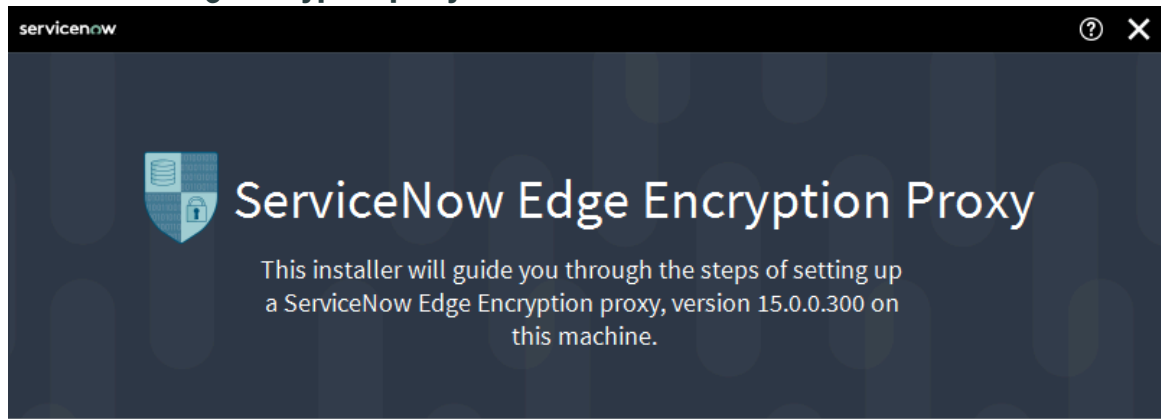 servicenow
ServiceNow Edge Encryption Proxy
This installer will guide you through the steps of setting up
a ServiceNow Edge Encryption proxy, version 15.0.0.300 on
this machine.